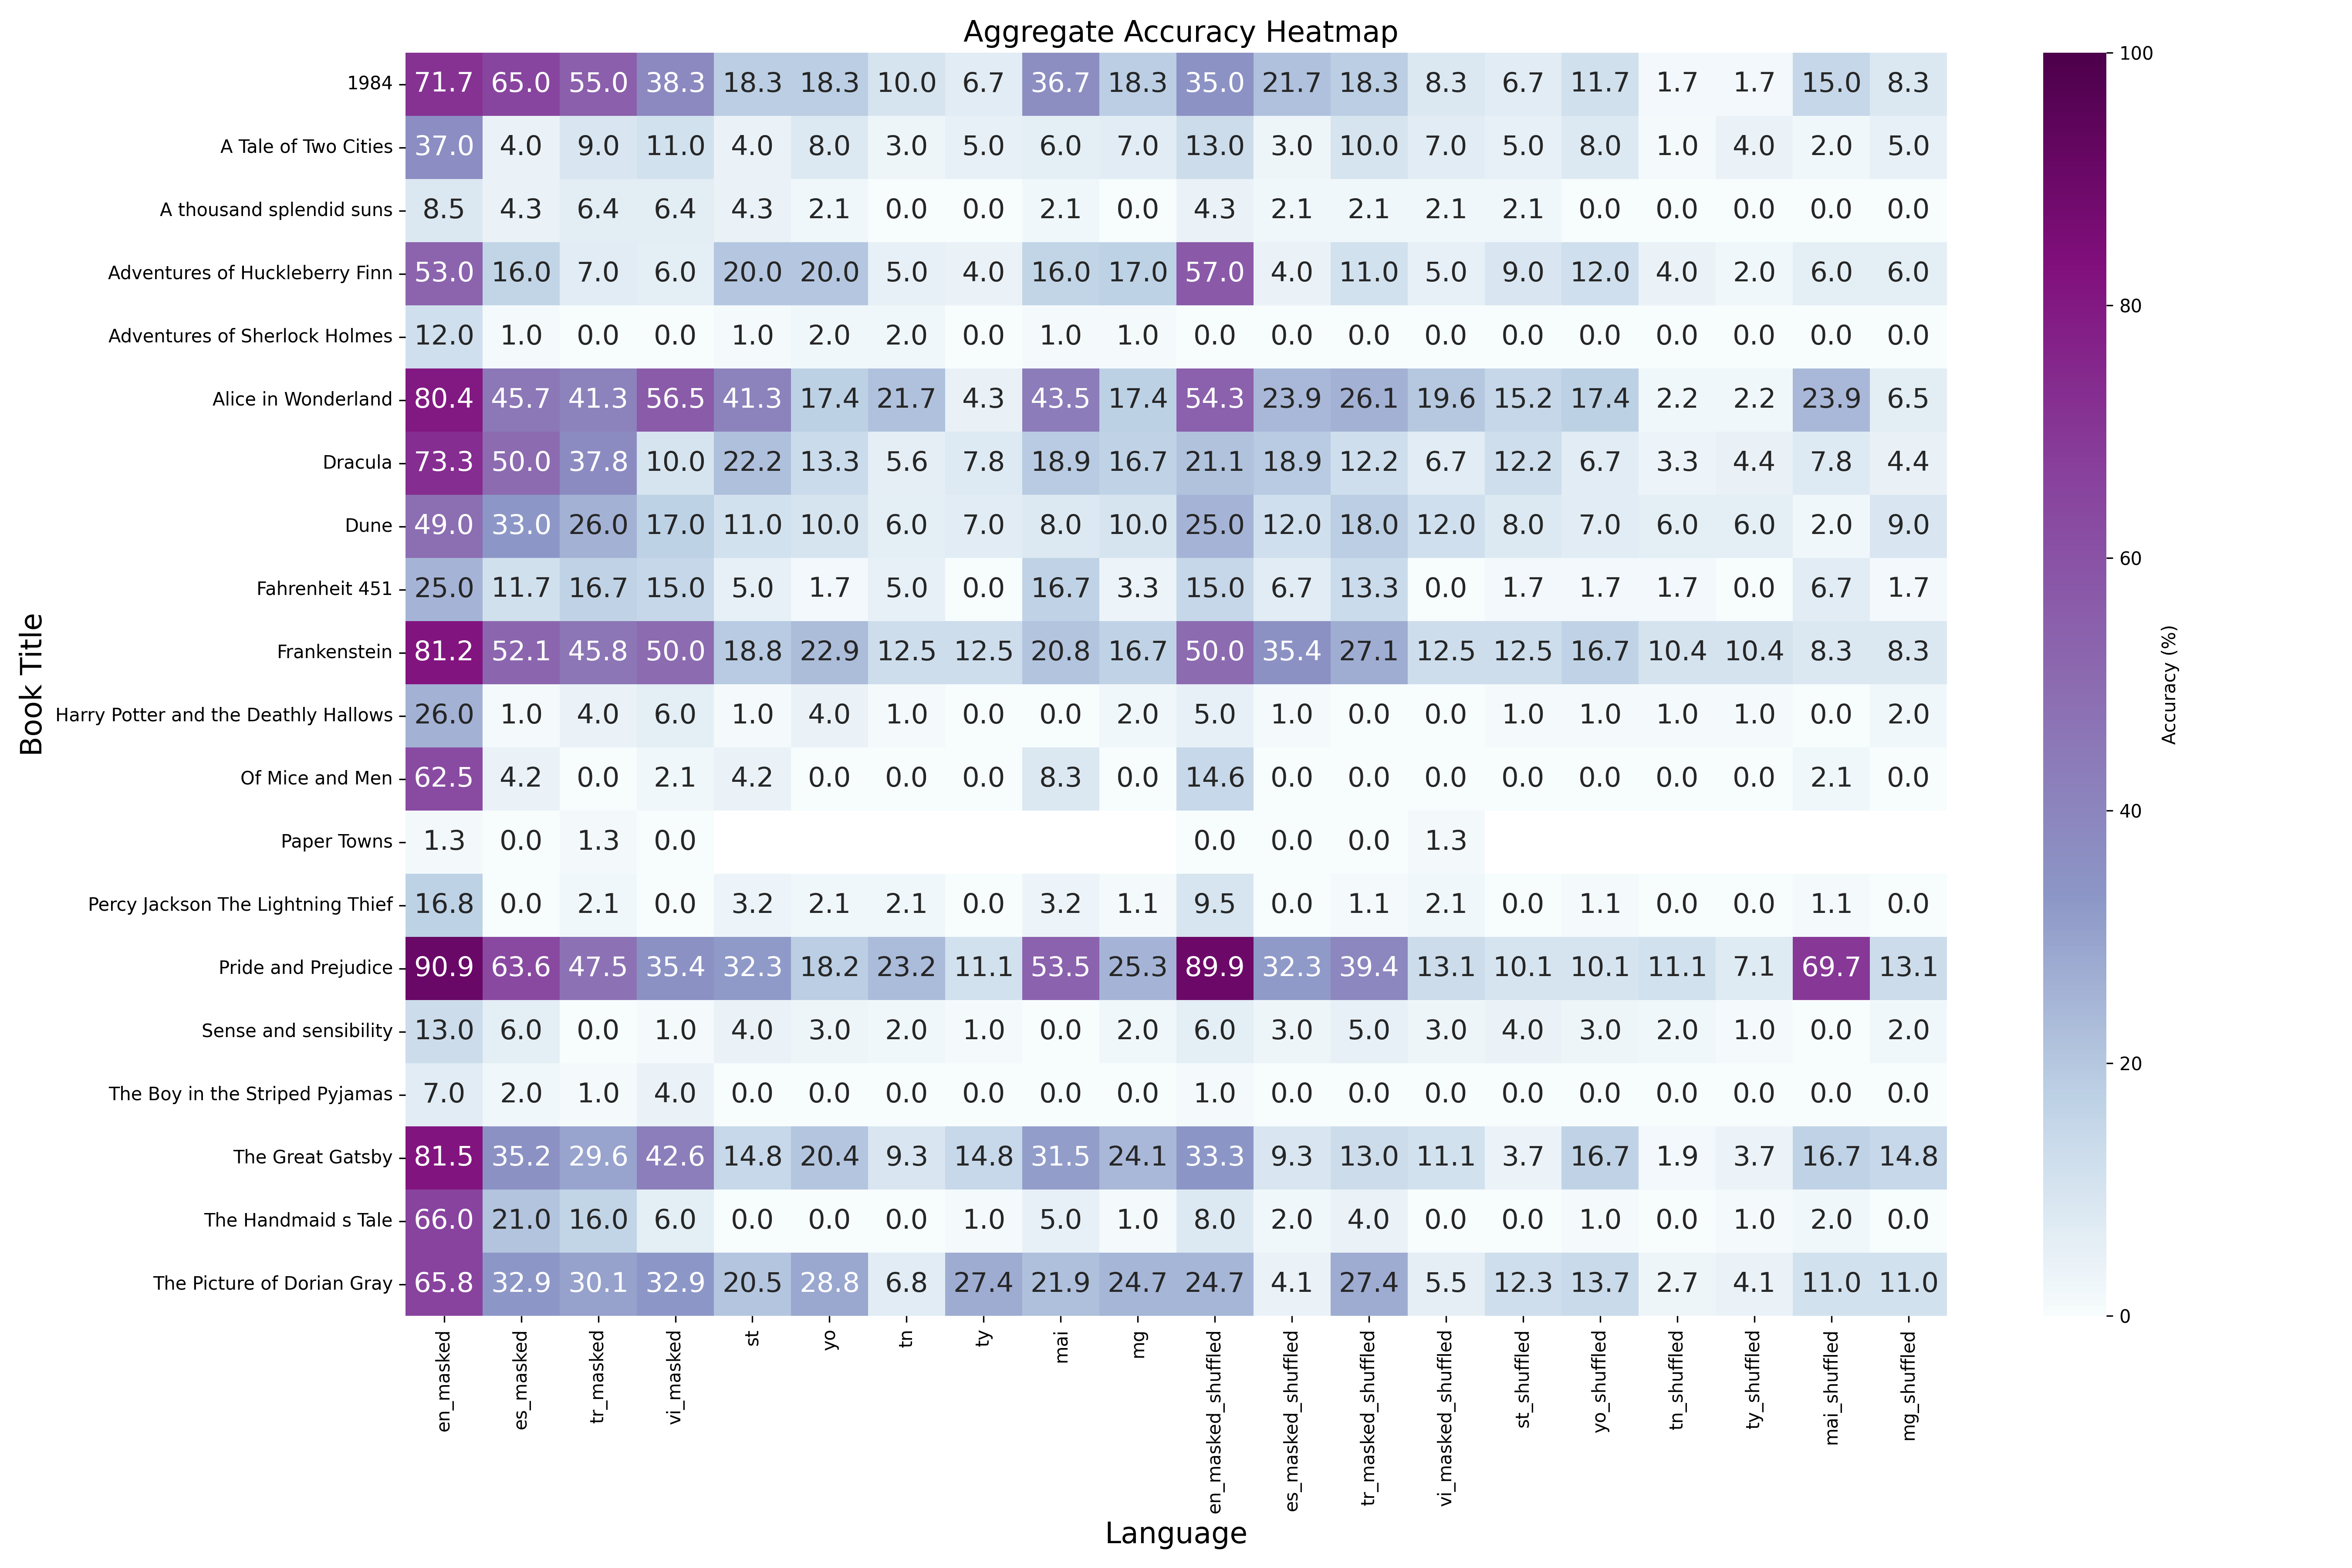 Aggregate Accuracy Heatmap
1984 71.7 65.0 55.0 38.3 18.3 18.3 10.0 6.7 36.7 18.3 35.0 21.7 18.3 8.3 6.7 11.7 1.7 1.7 15.0 8.3
A Tale of Two Cities 37.0 4.0 9.0 11.0 4.0 8.0 3.0 5.0 6.0 7.0 13.0 3.0 10.0 7.0 5.0 8.0 1.0 4.0 2.0 5.0
A thousand splendid suns 8.5 4.3 6.4 6.4 4.3 2.1 0.0 0.0 2.1 0.0 4.3 2.1 2.1 2.1 2.1 0.0 0.0 0.0 0.0 0.0
Adventures of Huckleberry Finn 53.0 16.0 7.0 6.0 20.0 20.0 5.0 4.0 16.0 17.0 57.0 4.0 11.0 5.0 9.0 12.0 4.0 2.0 6.0 6.0
Adventures of Sherlock Holmes 12.0 1.0 0.0 0.0 1.0 2.0 2.0 0.0 1.0 1.0 0.0 0.0 0.0 0.0 0.0 0.0 0.0 0.0 0.0 0.0
Alice in Wonderland 80.4 45.7 41.3 56.5 41.3 17.4 21.7 4.3 43.5 17.4 54.3 23.9 26.1 19.6 15.2 17.4 2.2 2.2 23.9 6.5
Dracula 73.3 50.0 37.8 10.0 22.2 13.3 5.6 7.8 18.9 16.7 21.1 18.9 12.2 6.7 12.2 6.7 3.3 4.4 7.8 4.4
Dune 49.0 33.0 26.0 17.0 11.0 10.0 6.0 7.0 8.0 10.0 25.0 12.0 18.0 12.0 8.0 7.0 6.0 6.0 2.0 9.0
Fahrenheit 451 25.0 11.7 16.7 15.0 5.0 1.7 5.0 0.0 16.7 3.3 15.0 6.7 13.3 0.0 1.7 1.7 1.7 0.0 6.7 1.7
Frankenstein 81.2 52.1 45.8 50.0 18.8 22.9 12.5 12.5 20.8 16.7 50.0 35.4 27.1 12.5 12.5 16.7 10.4 10.4 8.3 8.3
Harry Potter and the Deathly Hallows 26.0 1.0 4.0 6.0 1.0 4.0 1.0 0.0 0.0 2.0 5.0 1.0 0.0 0.0 1.0 1.0 1.0 1.0 0.0 2.0
Of Mice and Men 62.5 4.2 0.0 2.1 4.2 0.0 0.0 0.0 8.3 0.0 14.6 0.0 0.0 0.0 0.0 0.0 0.0 0.0 2.1 0.0
Paper Towns 1.3 0.0 1.3 0.0 0.0 0.0 0.0 1.3
Percy Jackson The Lightning Thief 16.8 0.0 2.1 0.0 3.2 2.1 2.1 0.0 3.2 1.1 9.5 0.0 1.1 2.1 0.0 1.1 0.0 0.0 1.1 0.0
Pride and Prejudice 90.9 63.6 47.5 35.4 32.3 18.2 23.2 11.1 53.5 25.3 89.9 32.3 39.4 13.1 10.1 10.1 11.1 7.1 69.7 13.1
Sense and sensibility 13.0 6.0 0.0 1.0 4.0 3.0 2.0 1.0 0.0 2.0 6.0 3.0 5.0 3.0 4.0 3.0 2.0 1.0 0.0 2.0
The Boy in the Striped Pyjamas 7.0 2.0 1.0 4.0 0.0 0.0 0.0 0.0 0.0 0.0 1.0 0.0 0.0 0.0 0.0 0.0 0.0 0.0 0.0 0.0
The Great Gatsby 81.5 35.2 29.6 42.6 14.8 20.4 9.3 14.8 31.5 24.1 33.3 9.3 13.0 11.1 3.7 16.7 1.9 3.7 16.7 14.8
The Handmaid s Tale 66.0 21.0 16.0 6.0 0.0 0.0 0.0 1.0 5.0 1.0 8.0 2.0 4.0 0.0 0.0 1.0 0.0 1.0 2.0 0.0
The Picture of Dorian Gray 65.8 32.9 30.1 32.9 20.5 28.8 6.8 27.4 21.9 24.7 24.7 4.1 27.4 5.5 12.3 13.7 2.7 4.1 11.0 11.0
en_masked es_masked tr_masked vi_masked st yo tn ty mai mg en_masked_shuffled es_masked_shuffled tr_masked_shuffled vi_masked_shuffled st_shuffled yo_shuffled tn_shuffled ty_shuffled mai_shuffled mg_shuffled
Language
Book Title
100
80
60
40
20
0
Accuracy (%)